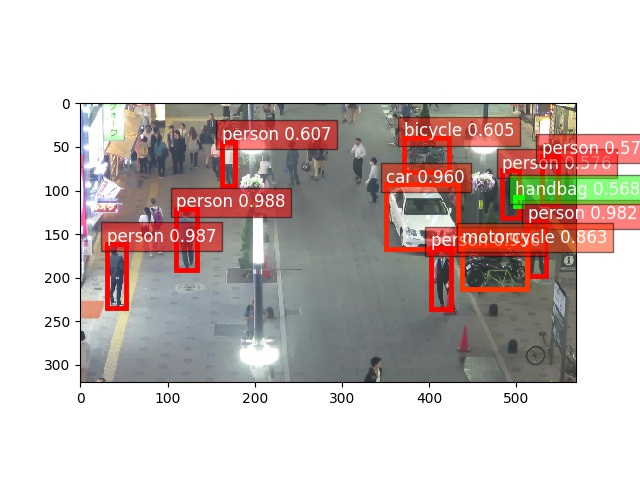 person 0.607
bicycle 0.605
person 0.57
person 0.576
car 0.960
handbag 0.568
person 0.988
person 0.982
person 0.987
motorcycle 0.863
0
50
100
150
200
250
300
0
100
200
300
400
500